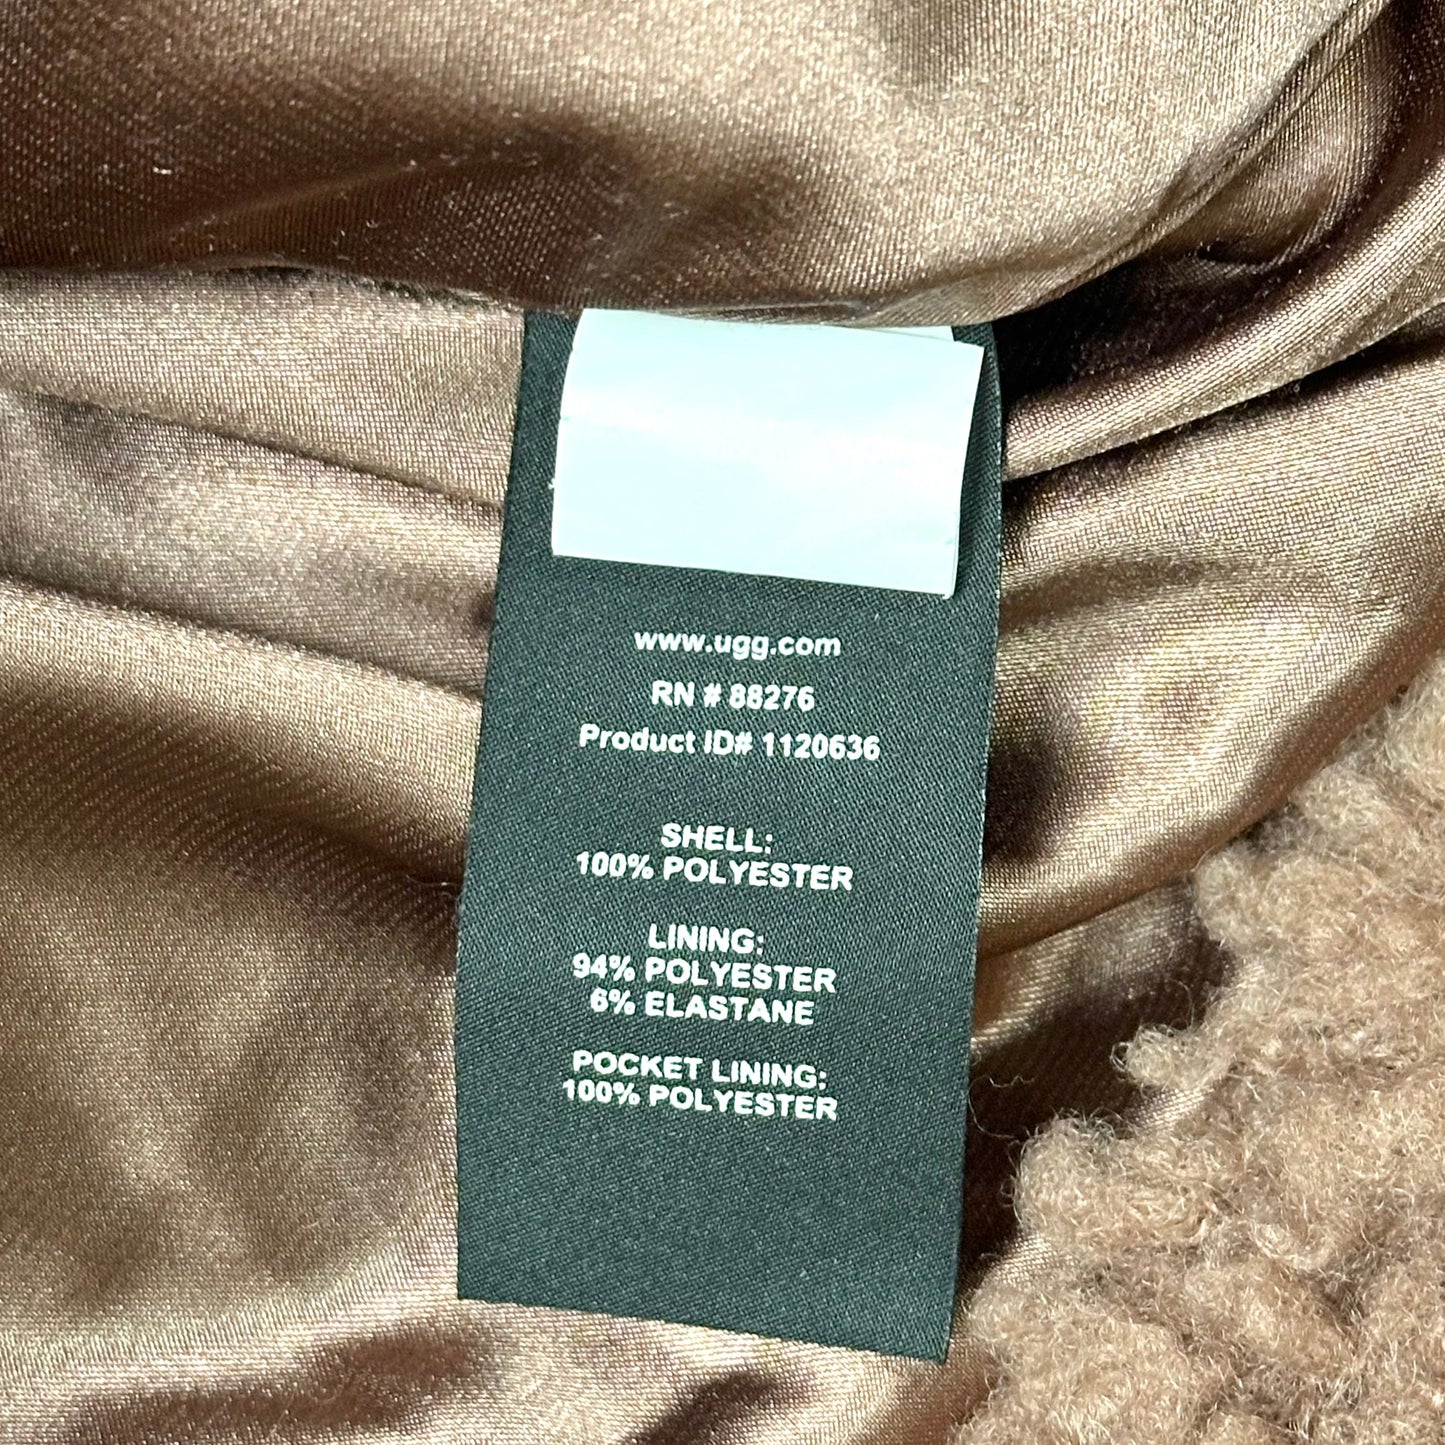 www.ugg.com
RN # 88276
Product ID# 1120636
SHELL:
100% POLYESTER
LINING:
94% POLYESTER
6% ELASTANE
POCKET LINING:
100% POLYESTER